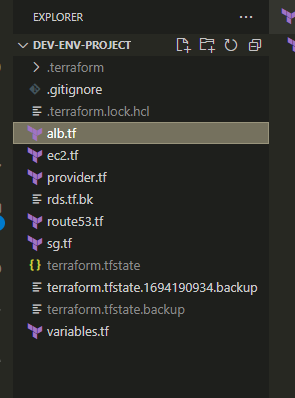 EXPLORER
DEV-ENV-PROJECT
.terraform
.gitignore
.terraform.lock.hcl
alb.tf
ec2.tf
provider.tf
rds.tf.bk
route53.tf
sg.tf
terraform.tfstate
terraform.tfstate.1694190934.backup
terraform.tfstate.backup
variables.tf